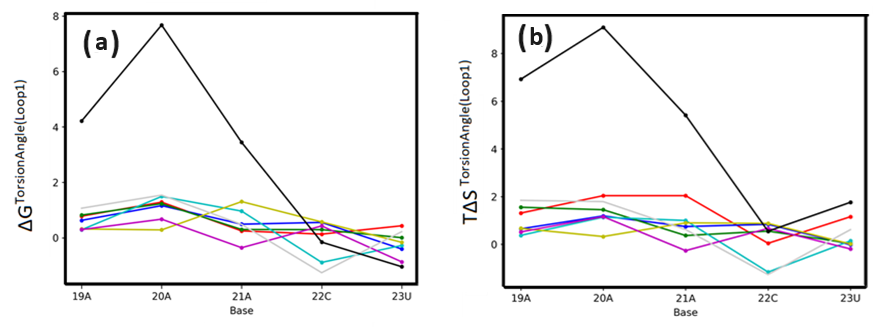 (a)
ΔG^TorsionAngle(Loop1)
8
6
4
2
0
19A 20A 21A 22C 23U
Base
(b)
TΔS^TorsionAngle(Loop1)
8
6
4
2
0
19A 20A 21A 22C 23U
Base